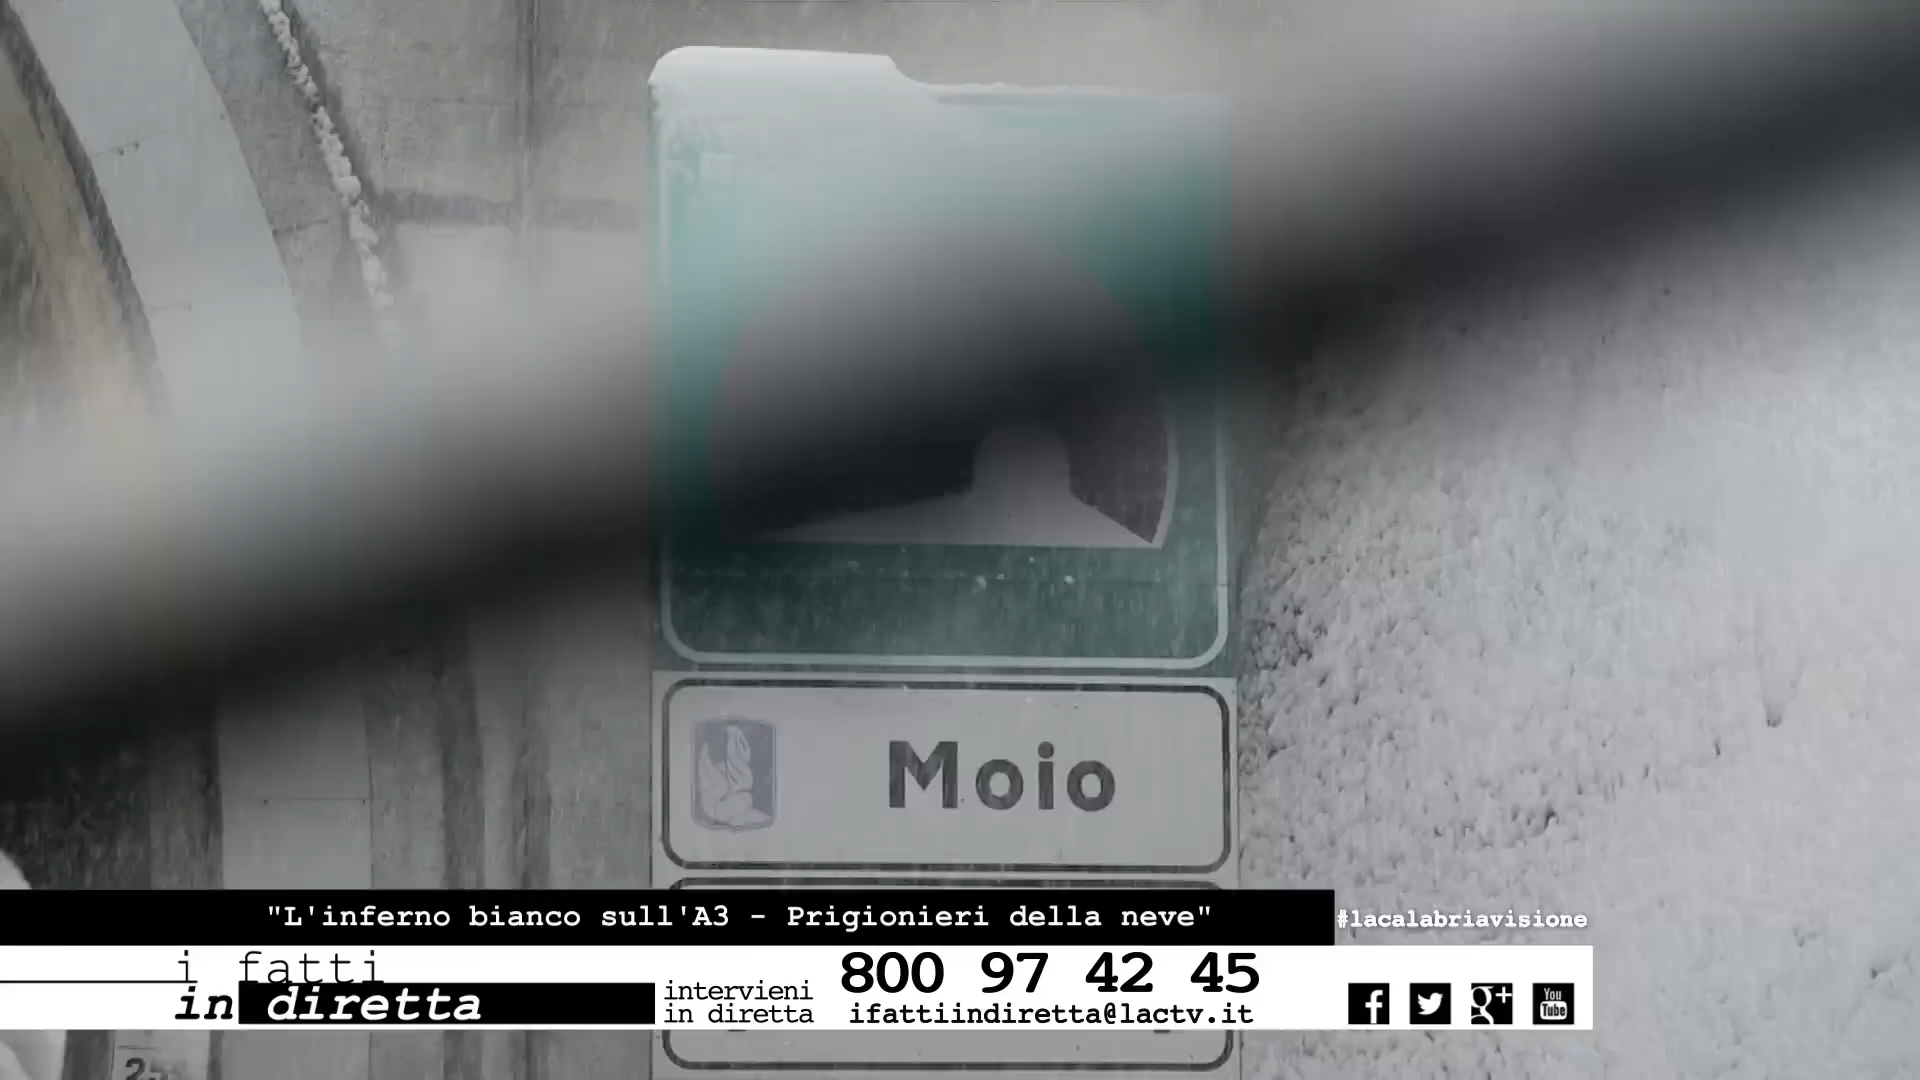 Moio
"L'inferno bianco sull'A3 - Prigionieri della neve"
#lacalabriavisione
i fatti
in diretta
intervieni
in diretta
800 97 42 45
ifattiindiretta@lactv.it
f
g+
You
Tube